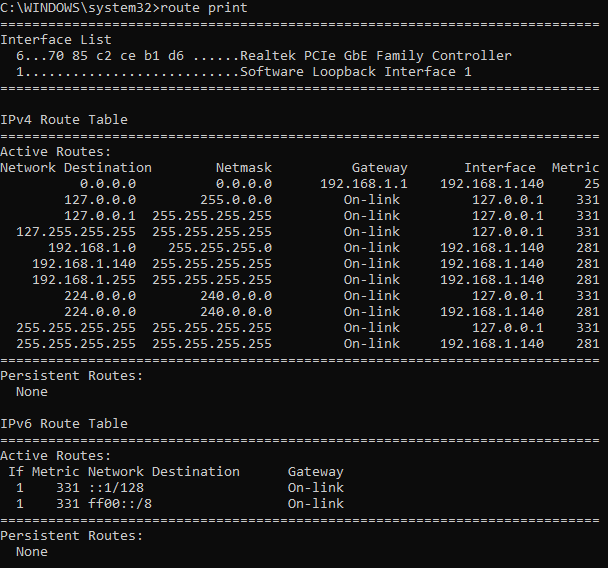 C:\WINDOWS\system32>route print
===========================================================================
Interface List
  6...70 85 c2 ce b1 d6 ......Realtek PCIe GbE Family Controller
  1...........................Software Loopback Interface 1
===========================================================================

IPv4 Route Table
===========================================================================
Active Routes:
Network Destination        Netmask          Gateway       Interface  Metric
          0.0.0.0          0.0.0.0      192.168.1.1    192.168.1.140     25
        127.0.0.0        255.0.0.0         On-link         127.0.0.1    331
        127.0.0.1  255.255.255.255         On-link         127.0.0.1    331
  127.255.255.255  255.255.255.255         On-link         127.0.0.1    331
      192.168.1.0    255.255.255.0         On-link     192.168.1.140    281
    192.168.1.140  255.255.255.255         On-link     192.168.1.140    281
    192.168.1.255  255.255.255.255         On-link     192.168.1.140    281
        224.0.0.0        240.0.0.0         On-link         127.0.0.1    331
        224.0.0.0        240.0.0.0         On-link     192.168.1.140    281
  255.255.255.255  255.255.255.255         On-link         127.0.0.1    331
  255.255.255.255  255.255.255.255         On-link     192.168.1.140    281
===========================================================================
Persistent Routes:
  None

IPv6 Route Table
===========================================================================
Active Routes:
 If Metric Network Destination      Gateway
  1    331 ::1/128                  On-link
  1    331 ff00::/8                 On-link
===========================================================================
Persistent Routes:
  None